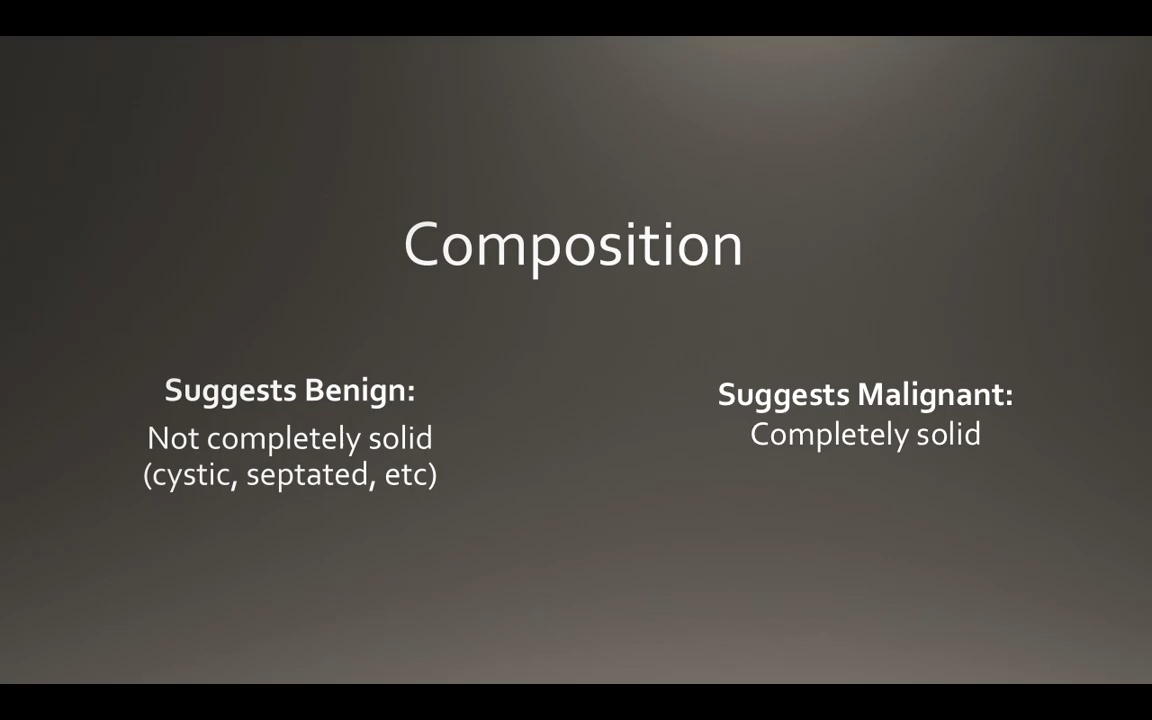 Composition
Suggests Benign:
Not completely solid
(cystic, septated, etc)
Suggests Malignant:
Completely solid